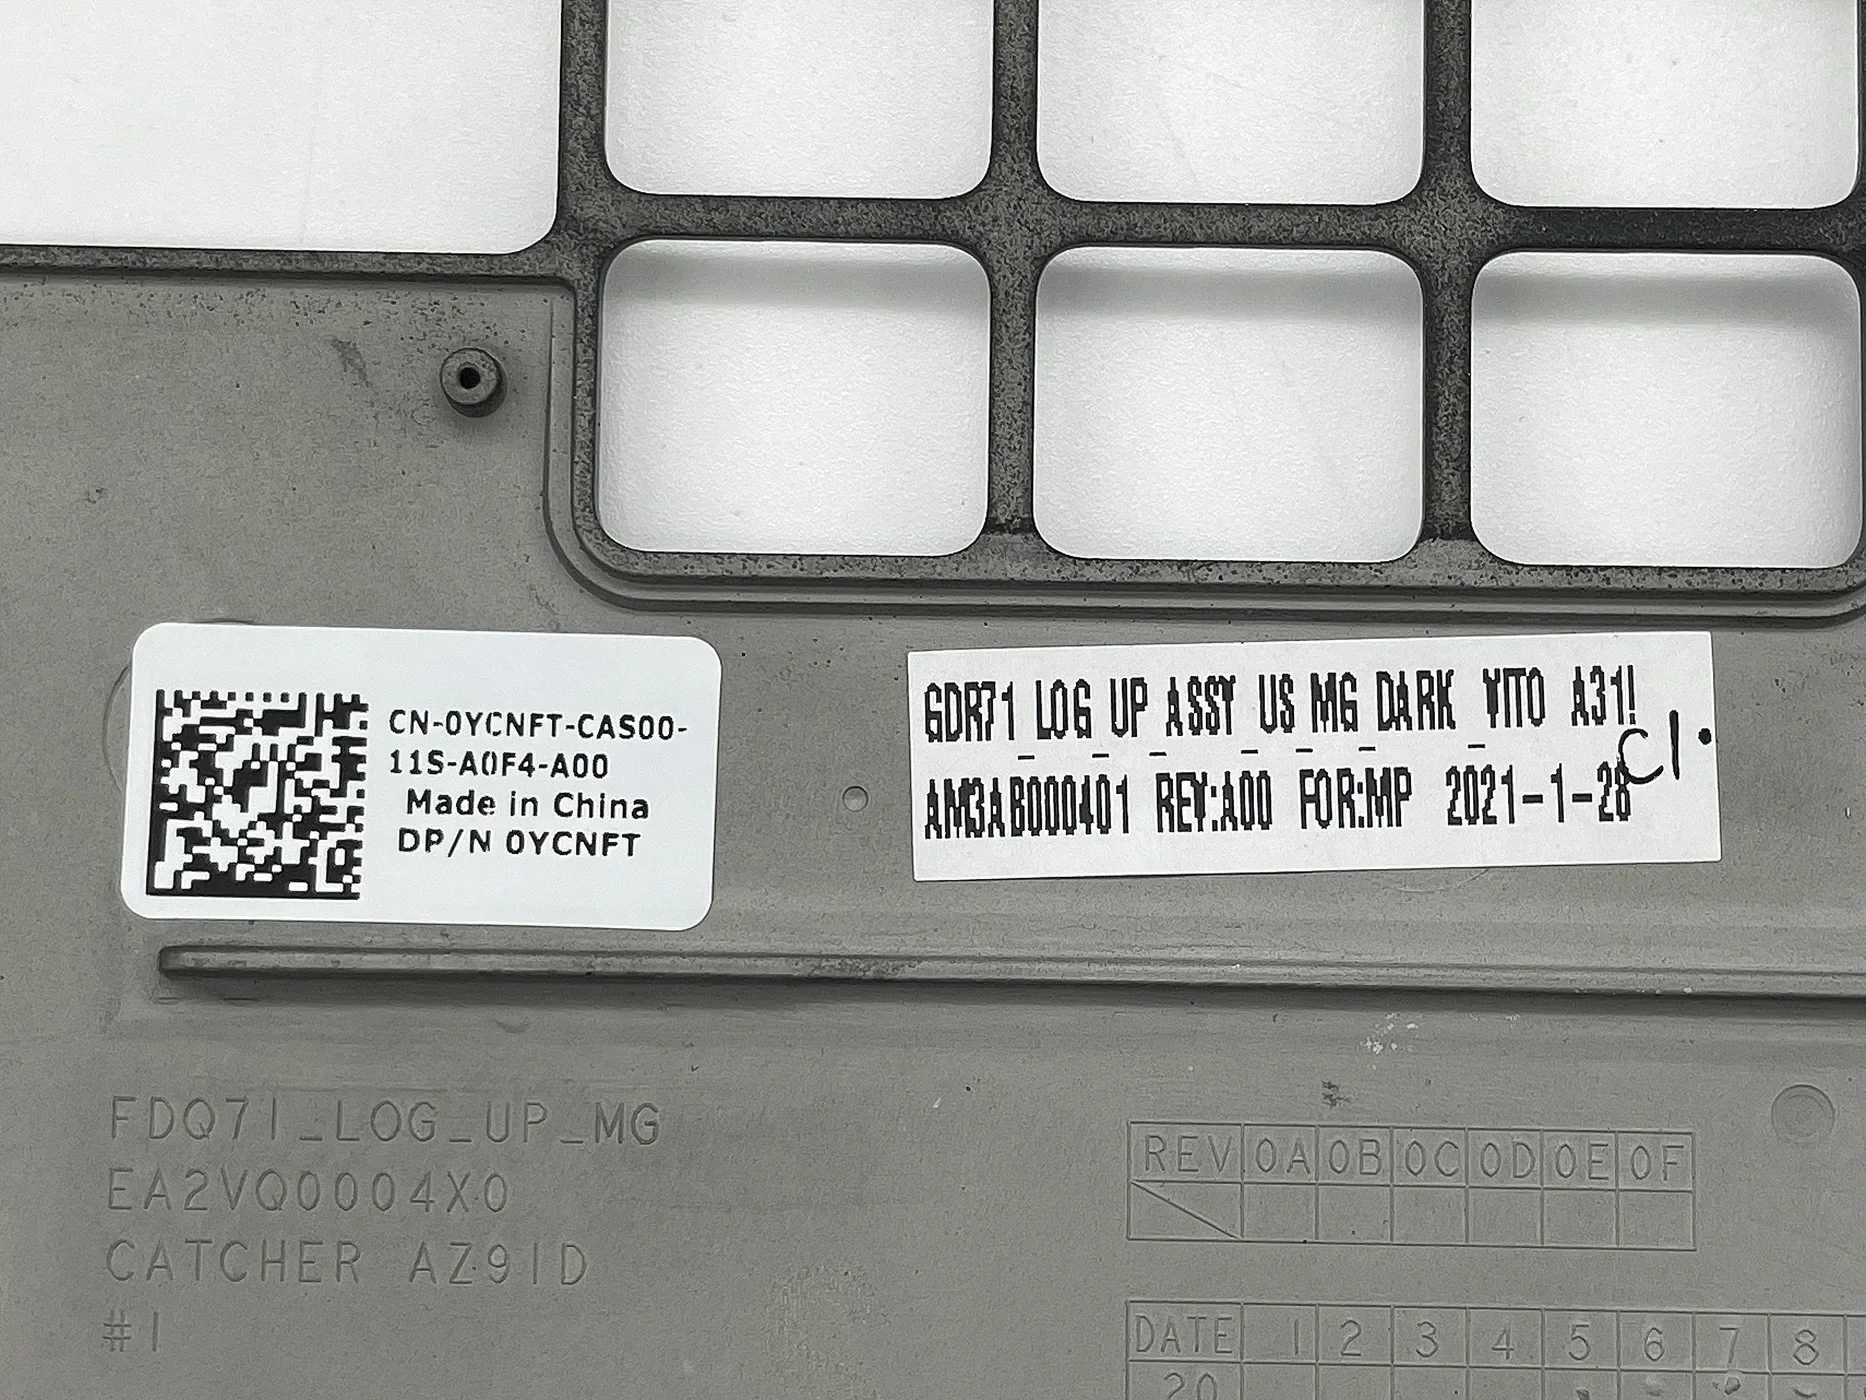 CN-0YCNFT-CAS00-
11S-A0F4-A00
Made in China
DP/N 0YCNFT
GDR71_LOG_UP_ASSY_US_MG_DARK_VITO A31!
C1.
AM3AB000401 REV:A00 FOR:MP 2021-1-28
FDQ71_LOG_UP_MG
EA2VQ0004X0
CATCHER AZ91D
#1
REV 0A 0B 0C 0D 0E 0F
DATE 1 2 3 4 5 6 7 8
20